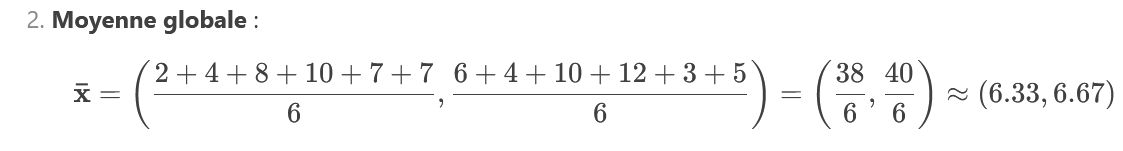 2. Moyenne globale :
x̄ = ( (2 + 4 + 8 + 10 + 7 + 7)/6 , (6 + 4 + 10 + 12 + 3 + 5)/6 ) = ( 38/6 , 40/6 ) ≈ (6.33, 6.67)